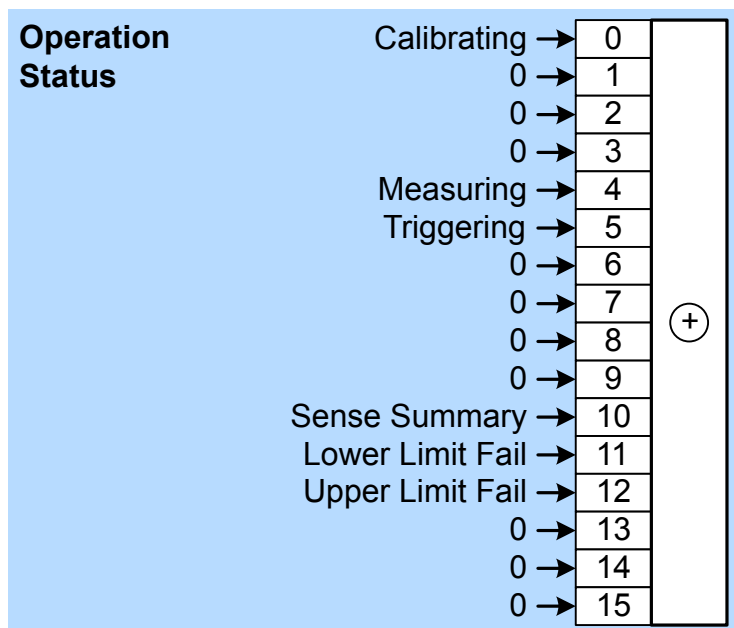 Operation
Status
Calibrating 0
0 1
0 2
0 3
Measuring 4
Triggering 5
0 6
0 7
0 8
0 9
Sense Summary 10
Lower Limit Fail 11
Upper Limit Fail 12
0 13
0 14
0 15
+